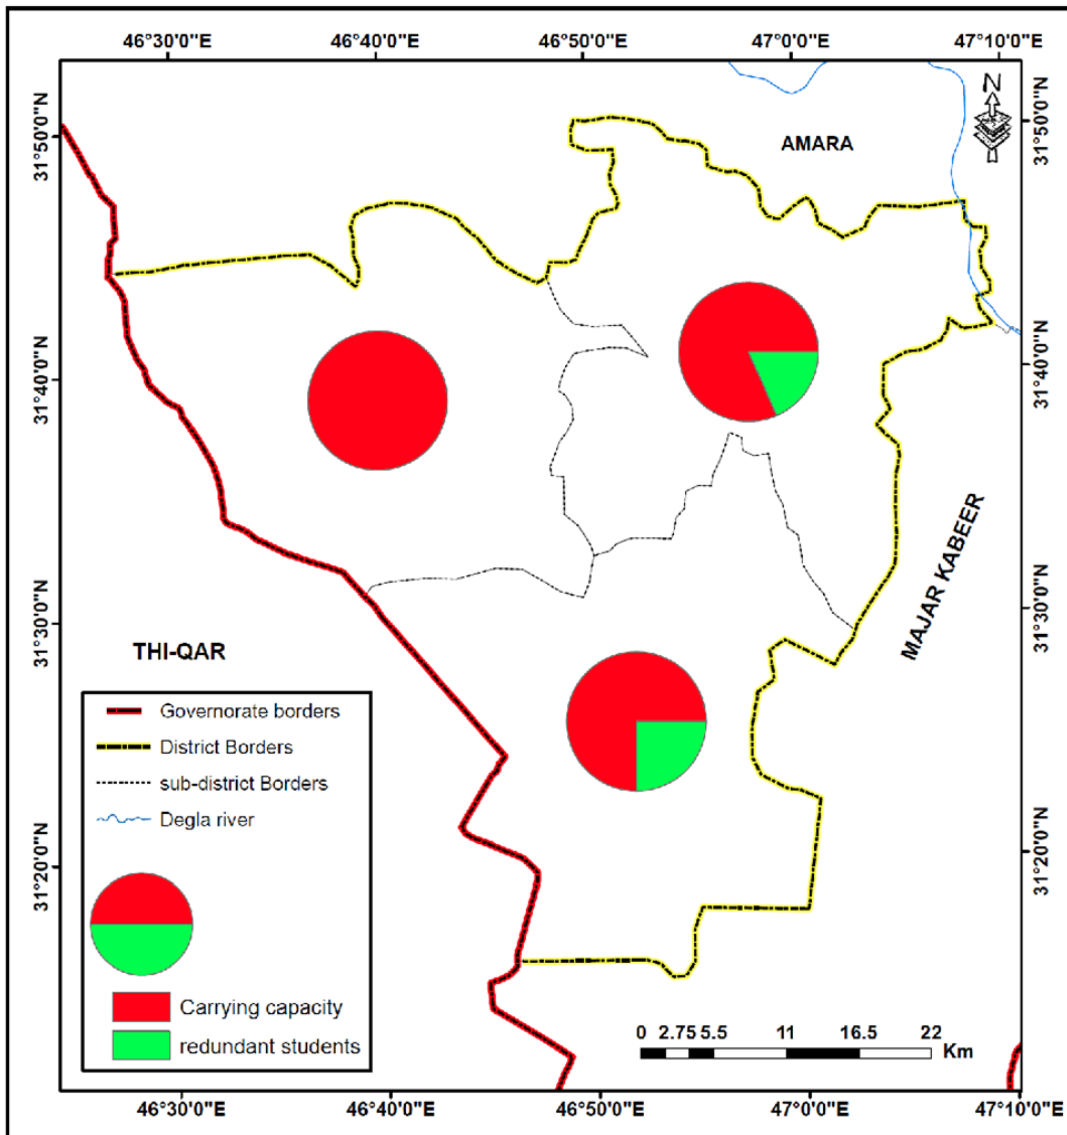 46°30'0"E 46°40'0"E 46°50'0"E 47°0'0"E 47°10'0"E
N
31°50'0"N 31°50'0"N
AMARA
31°40'0"N 31°40'0"N
MAJAR KABEER
31°30'0"N 31°30'0"N
THI-QAR
Governorate borders
District Borders
sub-district Borders
Degla river
31°20'0"N 31°20'0"N
Carrying capacity
redundant students
0 2.75 5.5 11 16.5 22
Km
46°30'0"E 46°40'0"E 46°50'0"E 47°0'0"E 47°10'0"E